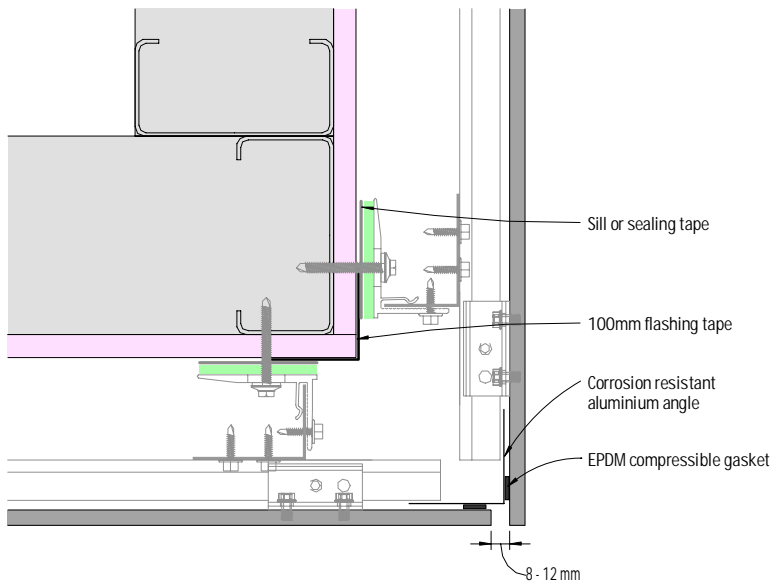 Sill or sealing tape
100mm flashing tape
Corrosion resistant
aluminium angle
EPDM compressible gasket
8 - 12 mm